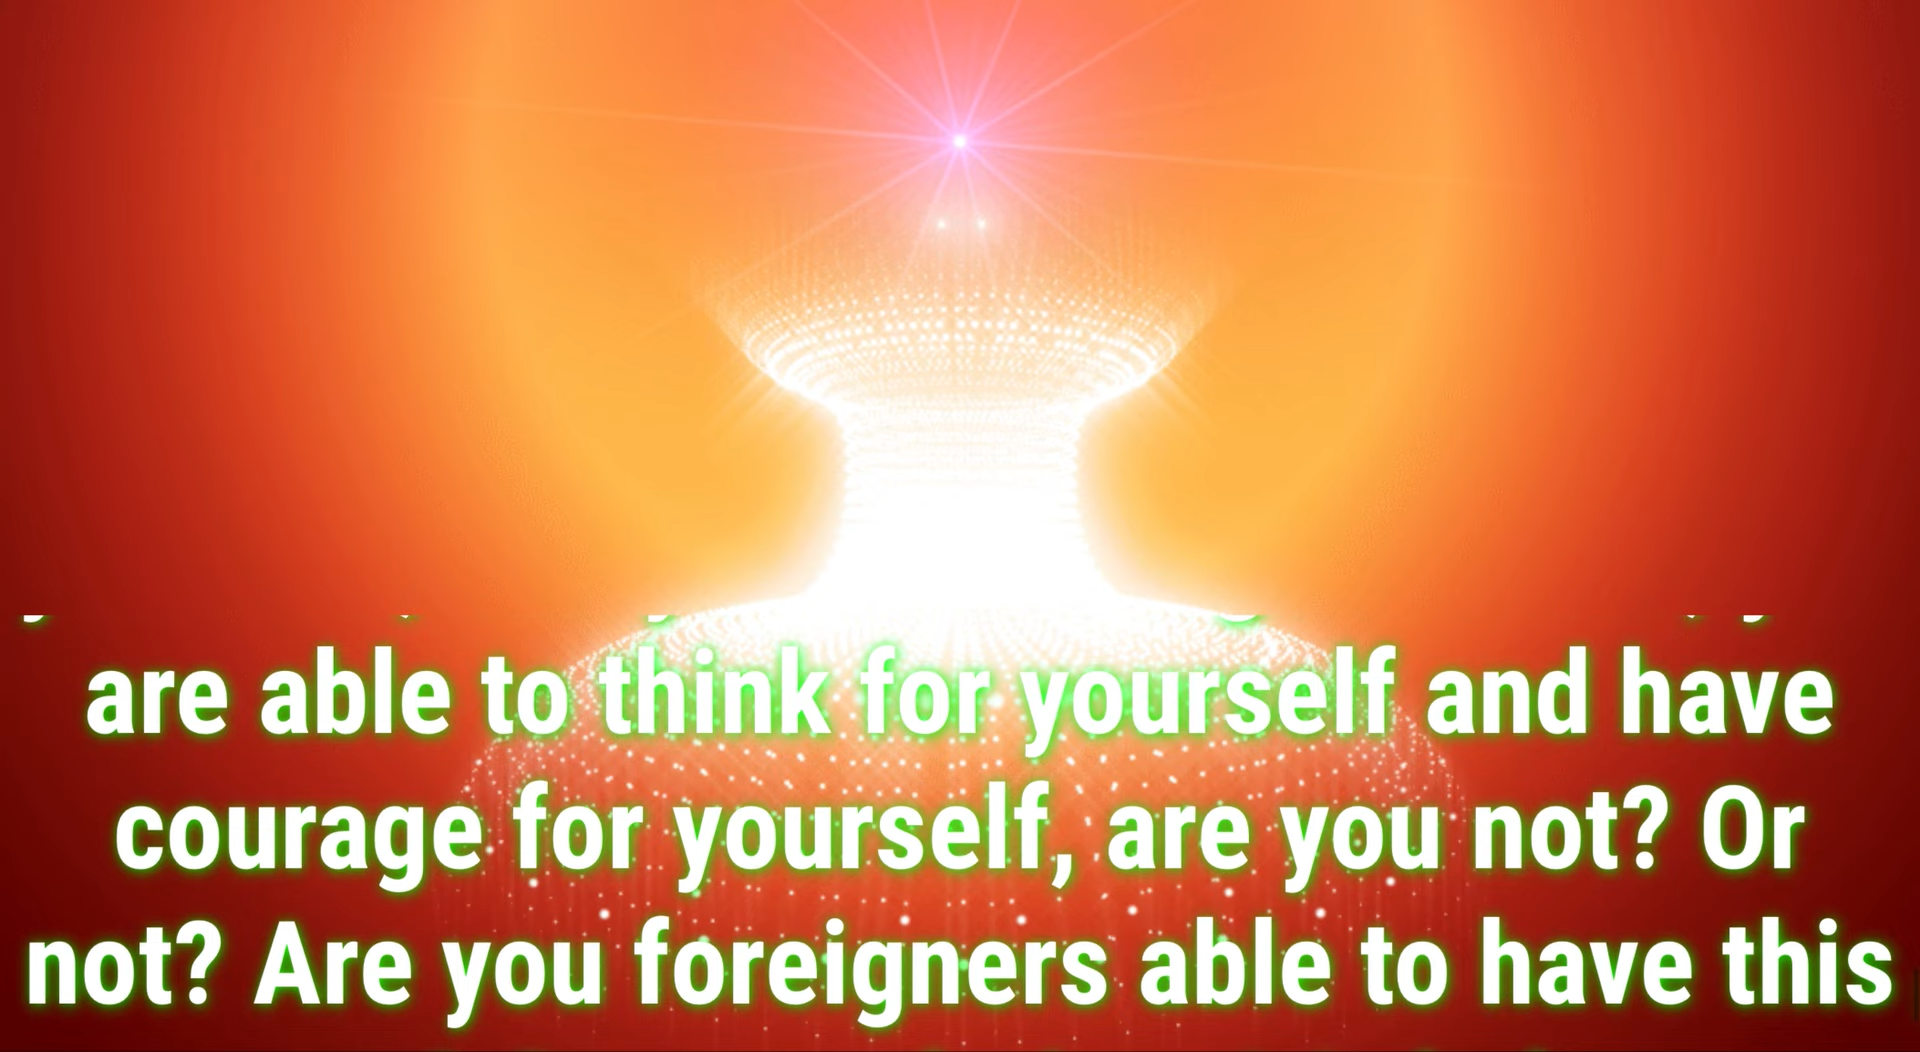 are able to think for yourself and have
courage for yourself, are you not? Or
not? Are you foreigners able to have this